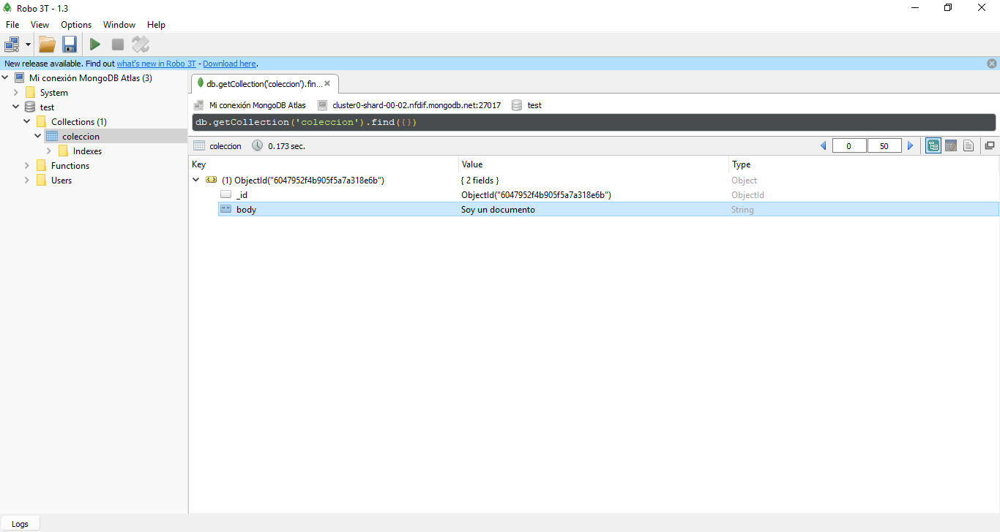 Robo 3T - 1.3
File View Options Window Help
New release available. Find out what's new in Robo 3T - Download here.
Mi conexión MongoDB Atlas (3)
System
test
Collections (1)
coleccion
Indexes
Functions
Users
db.getCollection('coleccion').fin...
Mi conexión MongoDB Atlas cluster0-shard-00-02.nfdif.mongodb.net:27017 test
db.getCollection('coleccion').find({})
coleccion 0.173 sec. 0 50
Key Value Type
(1) ObjectId("6047952f4b905f5a7a318e6b") { 2 fields } Object
_id ObjectId("6047952f4b905f5a7a318e6b") ObjectId
body Soy un documento String
Logs